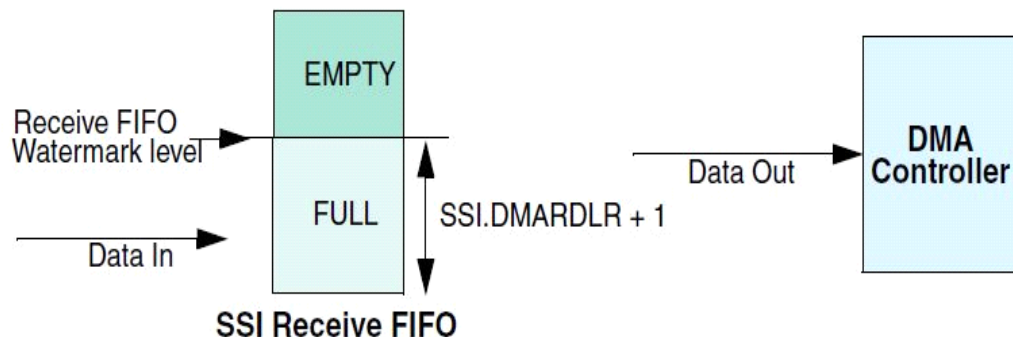 EMPTY
Receive FIFO
Watermark level
FULL
SSI.DMARDLR + 1
Data In
SSI Receive FIFO
Data Out
DMA
Controller